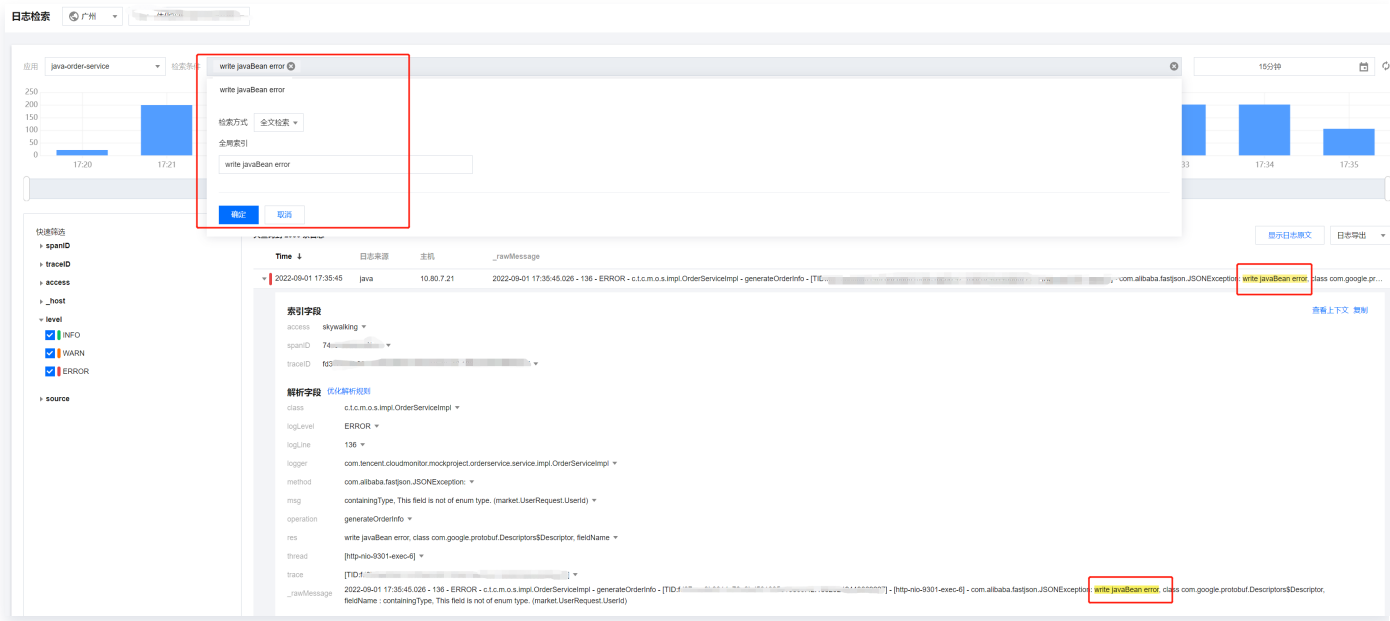 日志检索 广州
应用 java-order-service 检索条件 write javaBean error 15分钟
write javaBean error
检索方式 全文检索
全局索引
write javaBean error
确定 取消
250
200
150
100
50
0
17:20 17:21 17:34 17:35
快速筛选
spanID
traceID
access
_host
level
INFO
WARN
ERROR
source
显示日志原文 日志导出
Time ↓ 日志来源 主机 _rawMessage
2022-09-01 17:35:45 java 10.80.7.21 2022-09-01 17:35:45.026 - 136 - ERROR - c.t.c.m.o.s.impl.OrderServiceImpl - generateOrderInfo - [TID: - com.alibaba.fastjson.JSONException: write javaBean error, class com.google.pr...
索引字段 查看上下文 复制
access skywalking
spanID 74
traceID fd3
解析字段 优化解析规则
class c.t.c.m.o.s.impl.OrderServiceImpl
logLevel ERROR
logLine 136
logger com.tencent.cloudmonitor.mockproject.orderservice.service.impl.OrderServiceImpl
method com.alibaba.fastjson.JSONException:
msg containingType, This field is not of enum type. (market.UserRequest.UserId)
operation generateOrderInfo
res write javaBean error, class com.google.protobuf.Descriptors$Descriptor, fieldName
thread [http-nio-9301-exec-6]
trace [TID:
_rawMessage 2022-09-01 17:35:45.026 - 136 - ERROR - c.t.c.m.o.s.impl.OrderServiceImpl - generateOrderInfo - [TID: ] - [http-nio-9301-exec-6] - com.alibaba.fastjson.JSONException: write javaBean error, class com.google.protobuf.Descriptors$Descriptor,
fieldName : containingType, This field is not of enum type. (market.UserRequest.UserId)